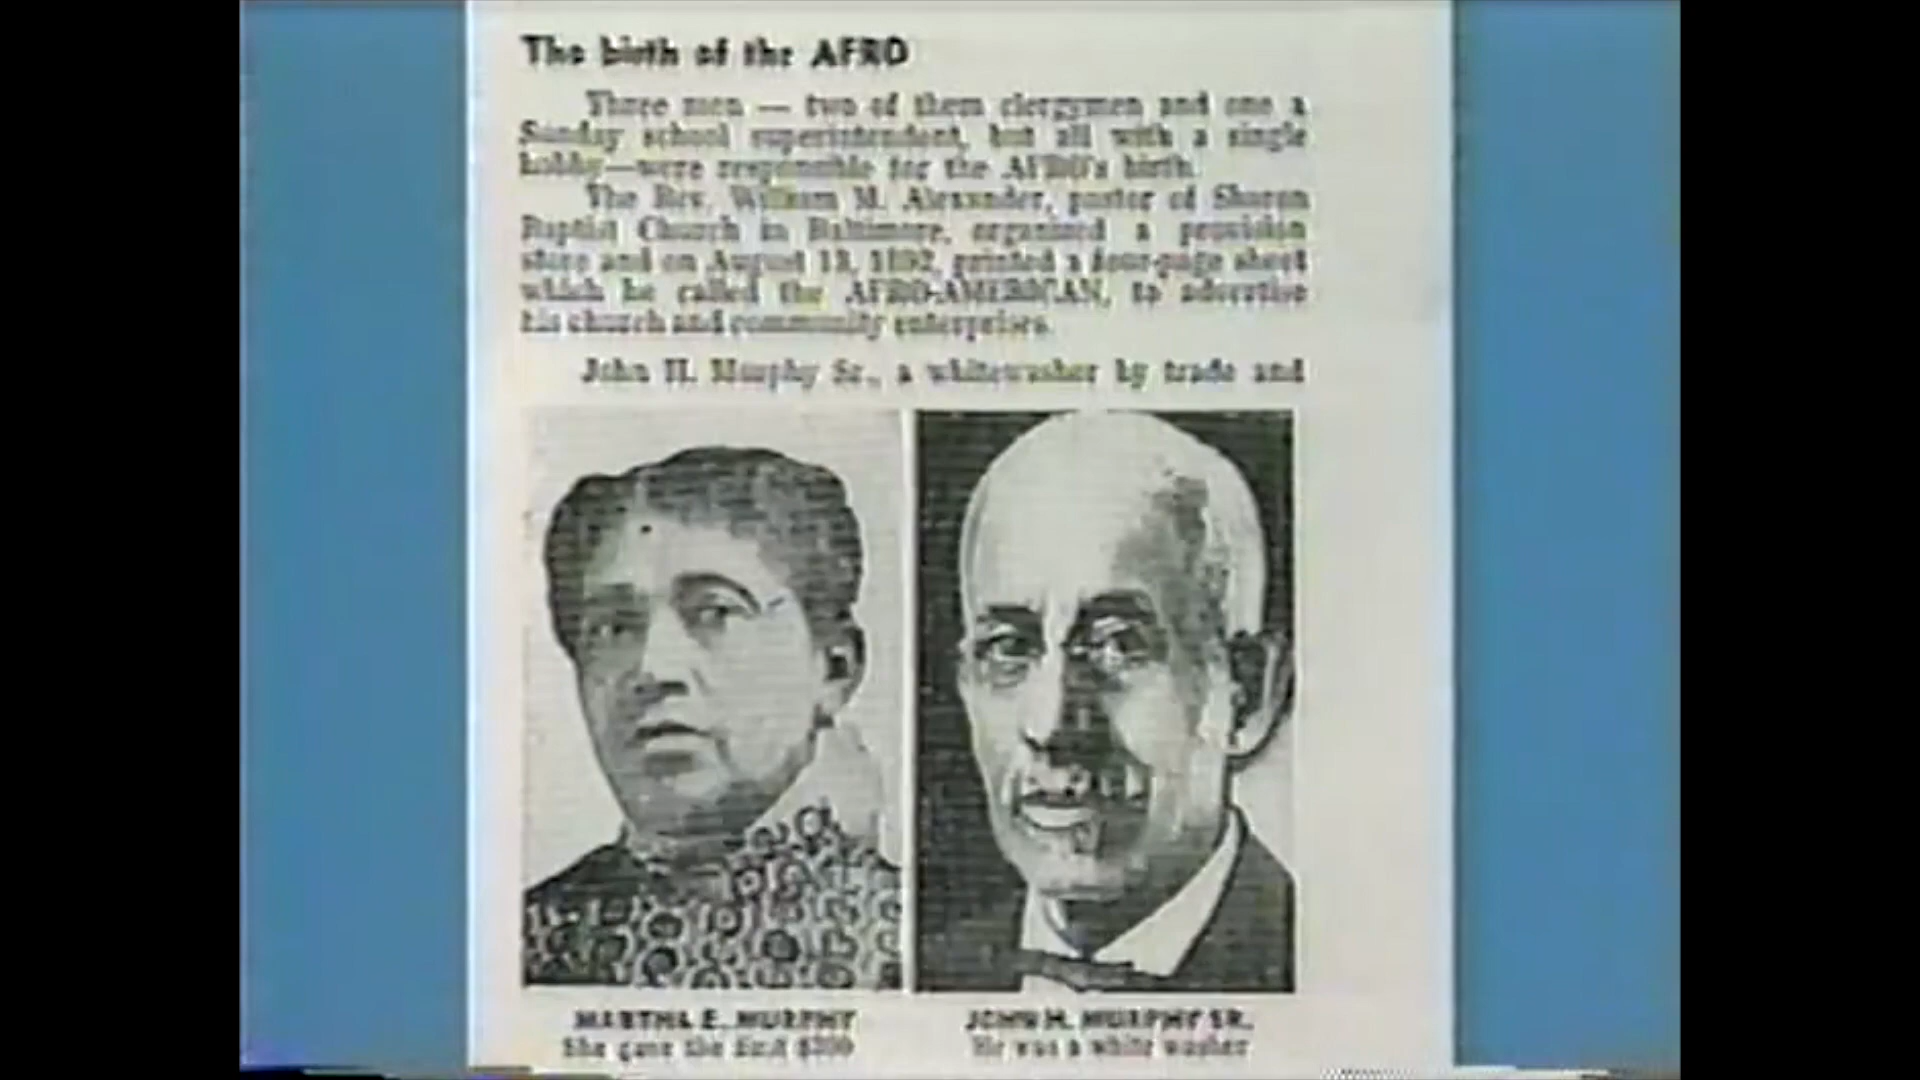 The birth of the AFRO
Three men — two of them clergymen and one a
Sunday school superintendent, but all with a single
hobby—were responsible for the AFRO's birth.
The Rev. William M. Alexander, pastor of Sharon
Baptist Church in Baltimore, organized a provision
store and on August 13, 1892, printed a four-page sheet
which he called the AFRO-AMERICAN, to advertise
his church and community enterprises.
John H. Murphy Sr., a whitewasher by trade and
MARTHA E. MURPHY
She gave the first $200
JOHN H. MURPHY SR.
He was a white washer